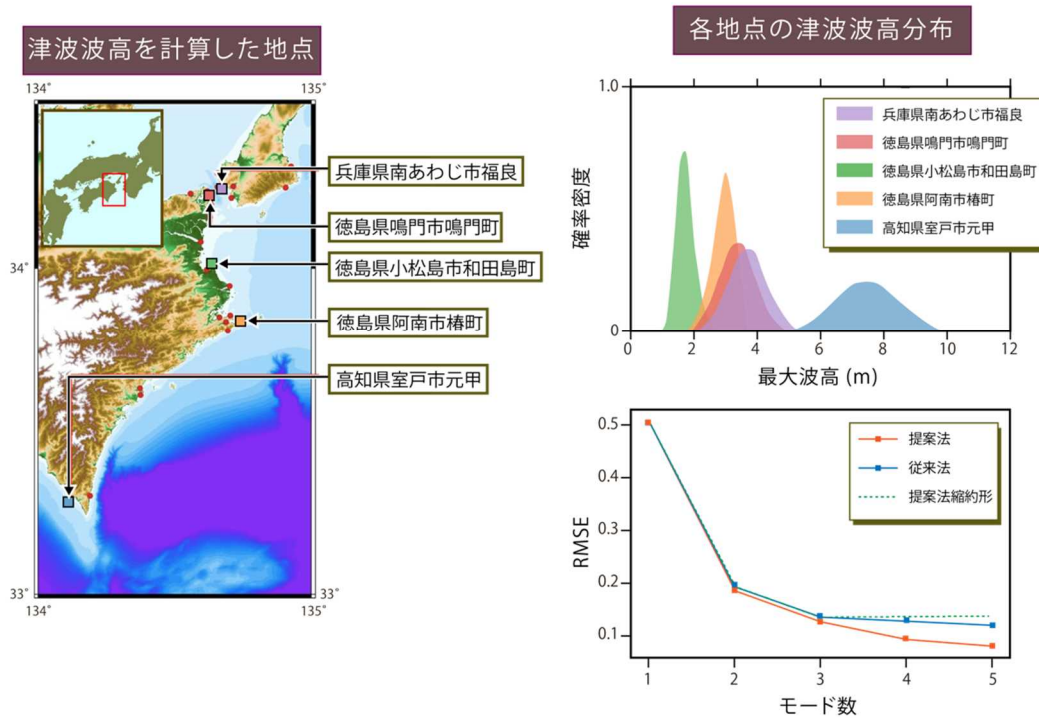 津波波高を計算した地点
134°
135°
兵庫県南あわじ市福良
徳島県鳴門市鳴門町
34°
徳島県小松島市和田島町
徳島県阿南市椿町
高知県室戸市元甲
33°
33°
134°
135°
各地点の津波波高分布
0
2
4
6
8
10
12
1.0
兵庫県南あわじ市福良
徳島県鳴門市鳴門町
徳島県小松島市和田島町
徳島県阿南市椿町
高知県室戸市元甲
確率密度
0
0
2
4
6
8
10
12
最大波高 (m)
0.5
0.4
0.3
0.2
0.1
RMSE
提案法
従来法
提案法縮約形
1
2
3
4
5
モード数